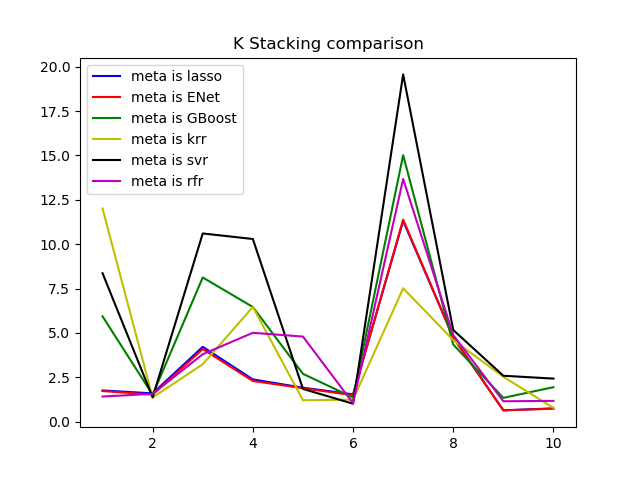 K Stacking comparison
20.0
17.5
15.0
12.5
10.0
7.5
5.0
2.5
0.0
meta is lasso
meta is ENet
meta is GBoost
meta is krr
meta is svr
meta is rfr
2 4 6 8 10